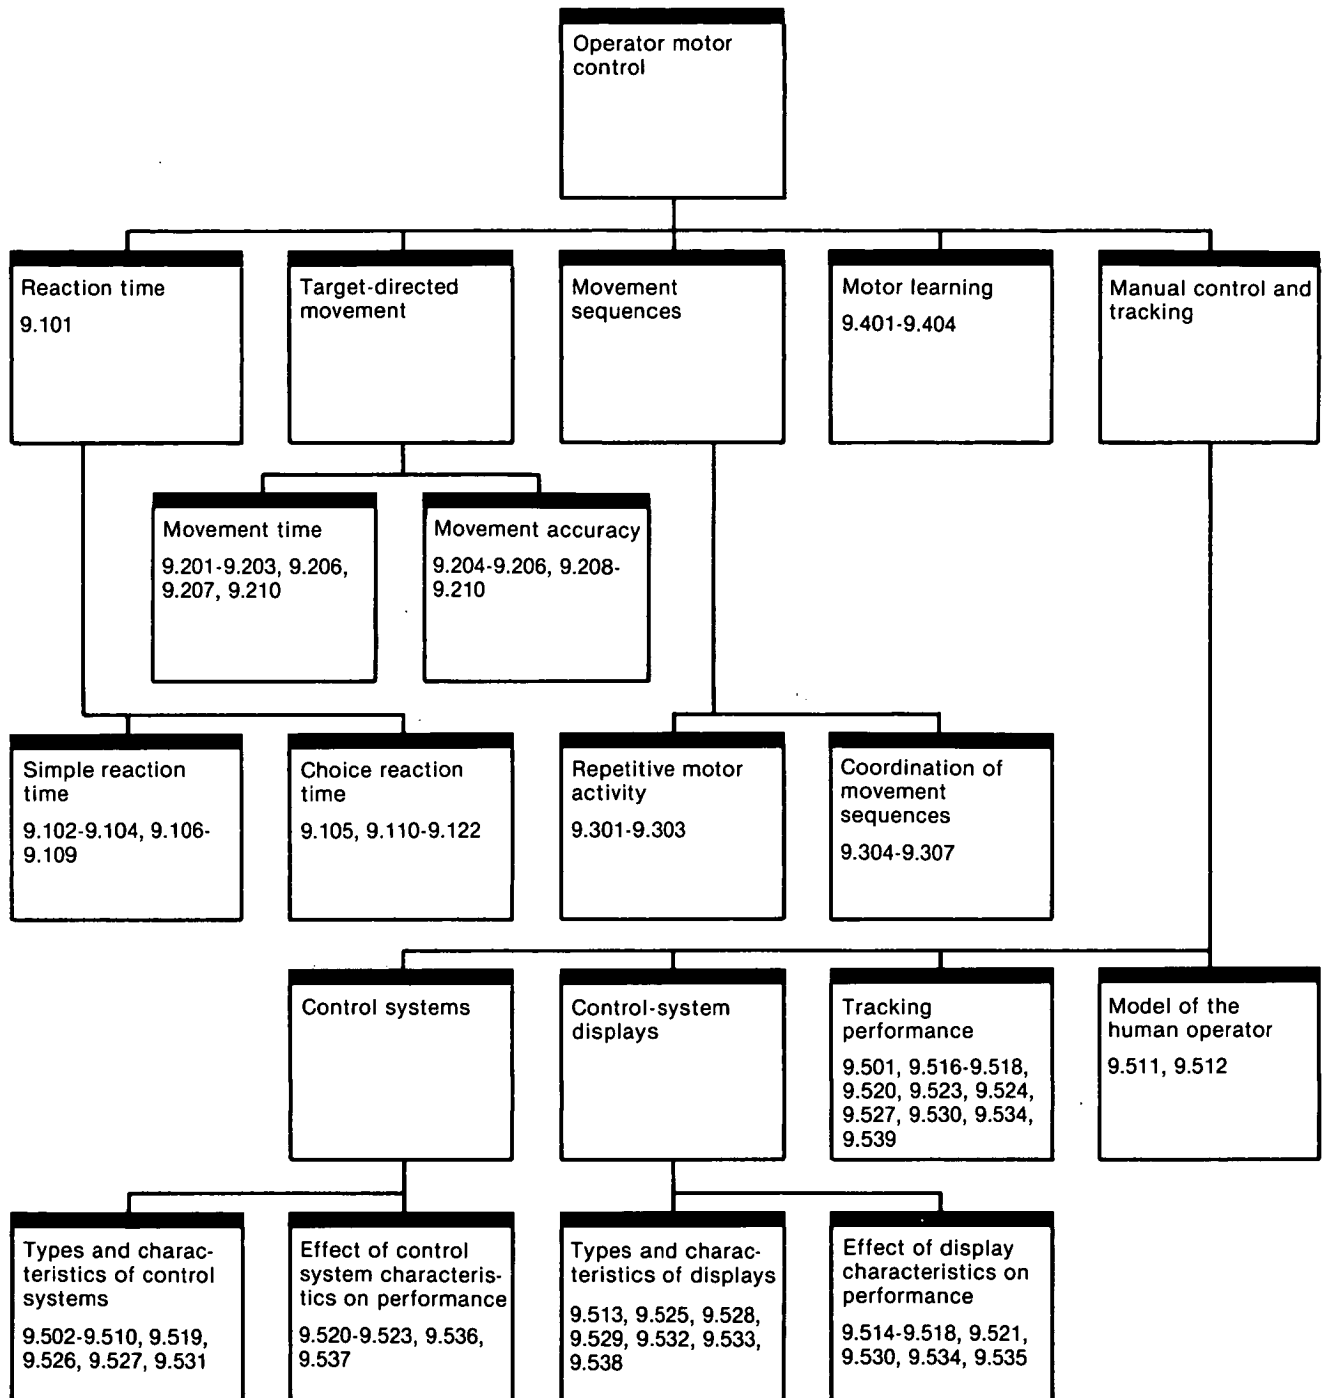 Operator motor
control
Reaction time
9.101
Target-directed
movement
Movement
sequences
Motor learning
9.401-9.404
Manual control and
tracking
Movement time
9.201-9.203, 9.206,
9.207, 9.210
Movement accuracy
9.204-9.206, 9.208-
9.210
Simple reaction
time
9.102-9.104, 9.106-
9.109
Choice reaction
time
9.105, 9.110-9.122
Repetitive motor
activity
9.301-9.303
Coordination of
movement
sequences
9.304-9.307
Control systems
Control-system
displays
Tracking
performance
9.501, 9.516-9.518,
9.520, 9.523, 9.524,
9.527, 9.530, 9.534,
9.539
Model of the
human operator
9.511, 9.512
Types and charac-
teristics of control
systems
9.502-9.510, 9.519,
9.526, 9.527, 9.531
Effect of control
system characteris-
tics on performance
9.520-9.523, 9.536,
9.537
Types and charac-
teristics of displays
9.513, 9.525, 9.528,
9.529, 9.532, 9.533,
9.538
Effect of display
characteristics on
performance
9.514-9.518, 9.521,
9.530, 9.534, 9.535